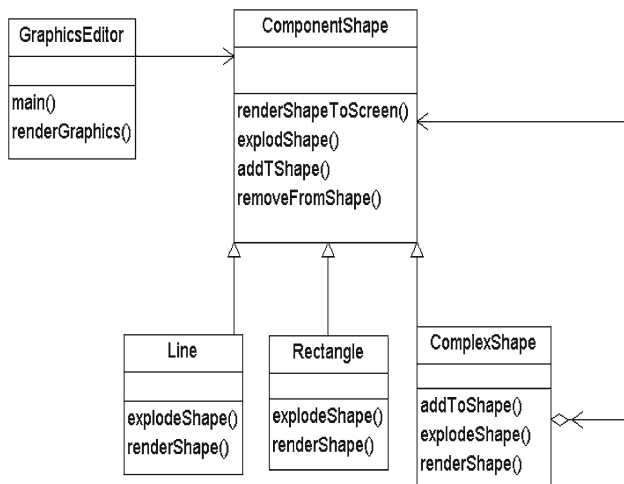 GraphicsEditor
main()
renderGraphics()
ComponentShape
renderShapeToScreen()
explodShape()
addTShape()
removeFromShape()
Line
explodeShape()
renderShape()
Rectangle
explodeShape()
renderShape()
ComplexShape
addToShape()
explodeShape()
renderShape()